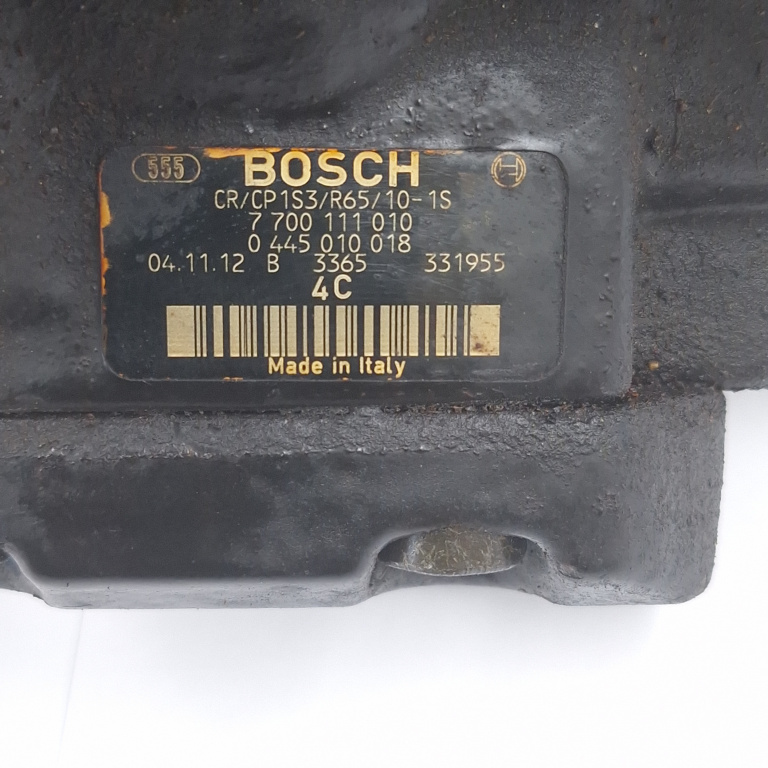 555 BOSCH
CR/CP1S3/R65/10-1S
7 700 111 010
0 445 010 018
04.11.12 B 3365 331955
4C
Made in Italy